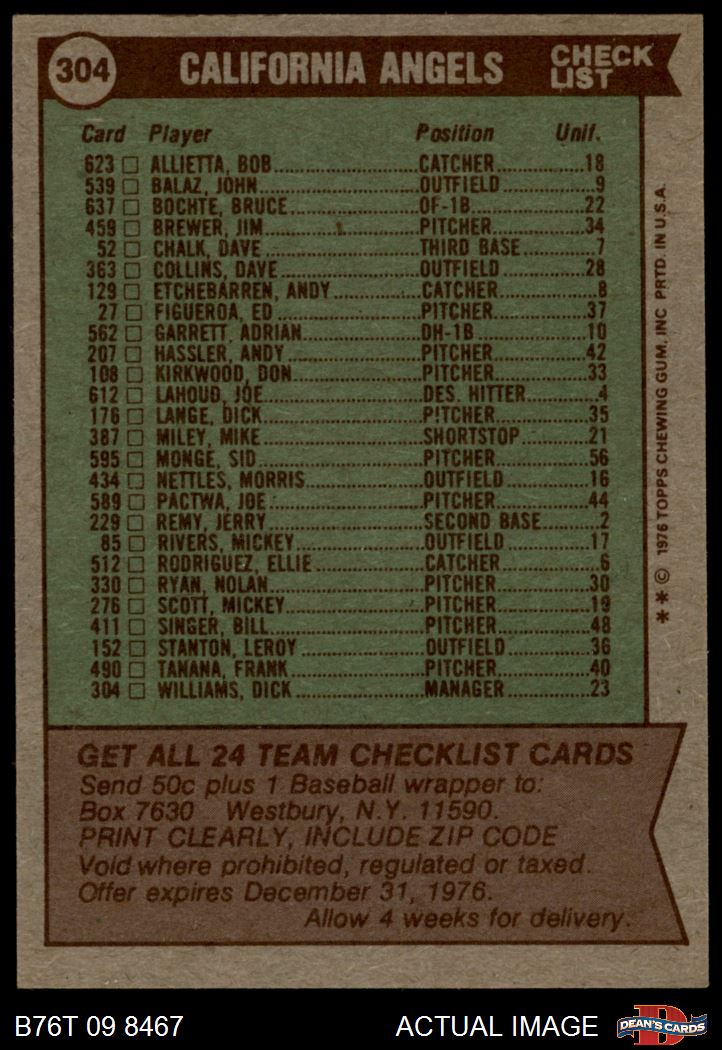 304 CALIFORNIA ANGELS CHECK LIST
Card Player Position Unif.
623 □ ALLIETTA, BOB CATCHER 18
539 □ BALAZ, JOHN OUTFIELD 9
637 □ BOCHTE, BRUCE OF-1B 22
459 □ BREWER, JIM PITCHER 34
52 □ CHALK, DAVE THIRD BASE 7
363 □ COLLINS, DAVE OUTFIELD 28
129 □ ETCHEBARREN, ANDY CATCHER 8
27 □ FIGUEROA, ED PITCHER 37
562 □ GARRETT, ADRIAN DH-1B 10
207 □ HASSLER, ANDY PITCHER 42
108 □ KIRKWOOD, DON PITCHER 33
612 □ LAHOUD, JOE DES. HITTER 4
176 □ LANGE, DICK PITCHER 35
387 □ MILEY, MIKE SHORTSTOP 21
595 □ MONGE, SID PITCHER 56
434 □ NETTLES, MORRIS OUTFIELD 16
589 □ PACTWA, JOE PITCHER 44
229 □ REMY, JERRY SECOND BASE 2
85 □ RIVERS, MICKEY OUTFIELD 17
512 □ RODRIGUEZ, ELLIE CATCHER 6
330 □ RYAN, NOLAN PITCHER 30
276 □ SCOTT, MICKEY PITCHER 19
411 □ SINGER, BILL PITCHER 48
152 □ STANTON, LEROY OUTFIELD 36
490 □ TANANA, FRANK PITCHER 40
304 □ WILLIAMS, DICK MANAGER 23
* * © 1976 TOPPS CHEWING GUM, INC PRTD. IN U.S.A.
GET ALL 24 TEAM CHECKLIST CARDS
Send 50c plus 1 Baseball wrapper to:
Box 7630 Westbury, N.Y. 11590.
PRINT CLEARLY, INCLUDE ZIP CODE
Void where prohibited, regulated or taxed.
Offer expires December 31, 1976.
Allow 4 weeks for delivery.
B76T 09 8467 ACTUAL IMAGE DEAN'S CARDS